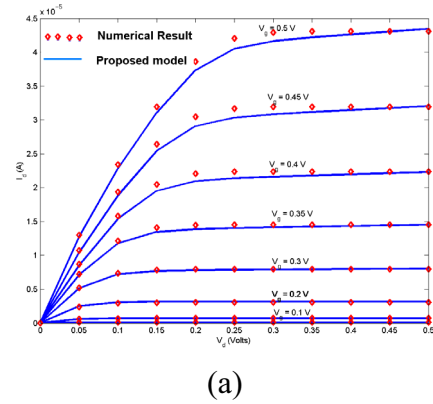 x 10⁻⁵
4.5
4
3.5
3
2.5
2
1.5
1
0.5
0
I_d (A)
Numerical Result
Proposed model
V_g = 0.5 V
V_g = 0.45 V
V_g = 0.4 V
V_g = 0.35 V
V_g = 0.3 V
V_g = 0.2 V
V_g = 0.1 V
0 0.05 0.1 0.15 0.2 0.25 0.3 0.35 0.4 0.45 0.5
V_d (Volts)
(a)